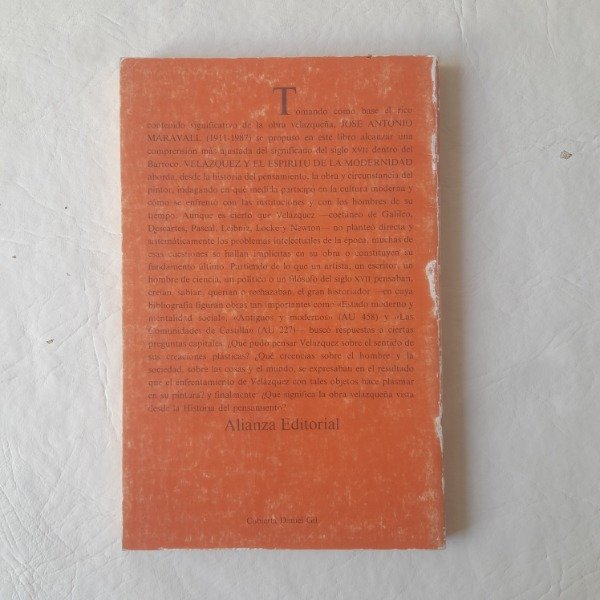 Tomando como base el rico
contenido significativo de la obra velazqueña, JOSE ANTONIO
MARAVALL (1911-1987) se propuso en este libro alcanzar una
comprensión más ajustada del significado del siglo XVII dentro del
Barroco. VELAZQUEZ Y EL ESPIRITU DE LA MODERNIDAD
aborda, desde la historia del pensamiento, la obra y circunstancia del
pintor, indagando en qué medida participó en la cultura moderna y
cómo se enfrentó con las instituciones y con los hombres de su
tiempo. Aunque es cierto que Velázquez —coetáneo de Galileo,
Descartes, Pascal, Leibniz, Locke y Newton— no planteó directa y
sistemáticamente los problemas intelectuales de la época, muchas de
esas cuestiones se hallan implícitas en su obra o constituyen su
fundamento último. Partiendo de lo que un artista, un escritor, un
hombre de ciencia, un político o un filósofo del siglo XVII pensaban,
creían, sabían, querían o rechazaban, el gran historiador —en cuya
bibliografía figuran obras tan importantes como «Estado moderno y
mentalidad social», «Antiguos y modernos» (AU 458) y «Las
Comunidades de Castilla» (AU 227)— buscó respuestas a ciertas
preguntas capitales. ¿Qué pudo pensar Velázquez sobre el sentido de
sus creaciones plásticas? ¿Qué creencias sobre el hombre y la
sociedad, sobre las cosas y el mundo, se expresaban en el resultado
que el enfrentamiento de Velázquez con tales objetos hace plasmar
en su pintura? y finalmente: ¿Qué significa la obra velazqueña vista
desde la Historia del pensamiento?
Alianza Editorial
Cubierta Daniel Gil